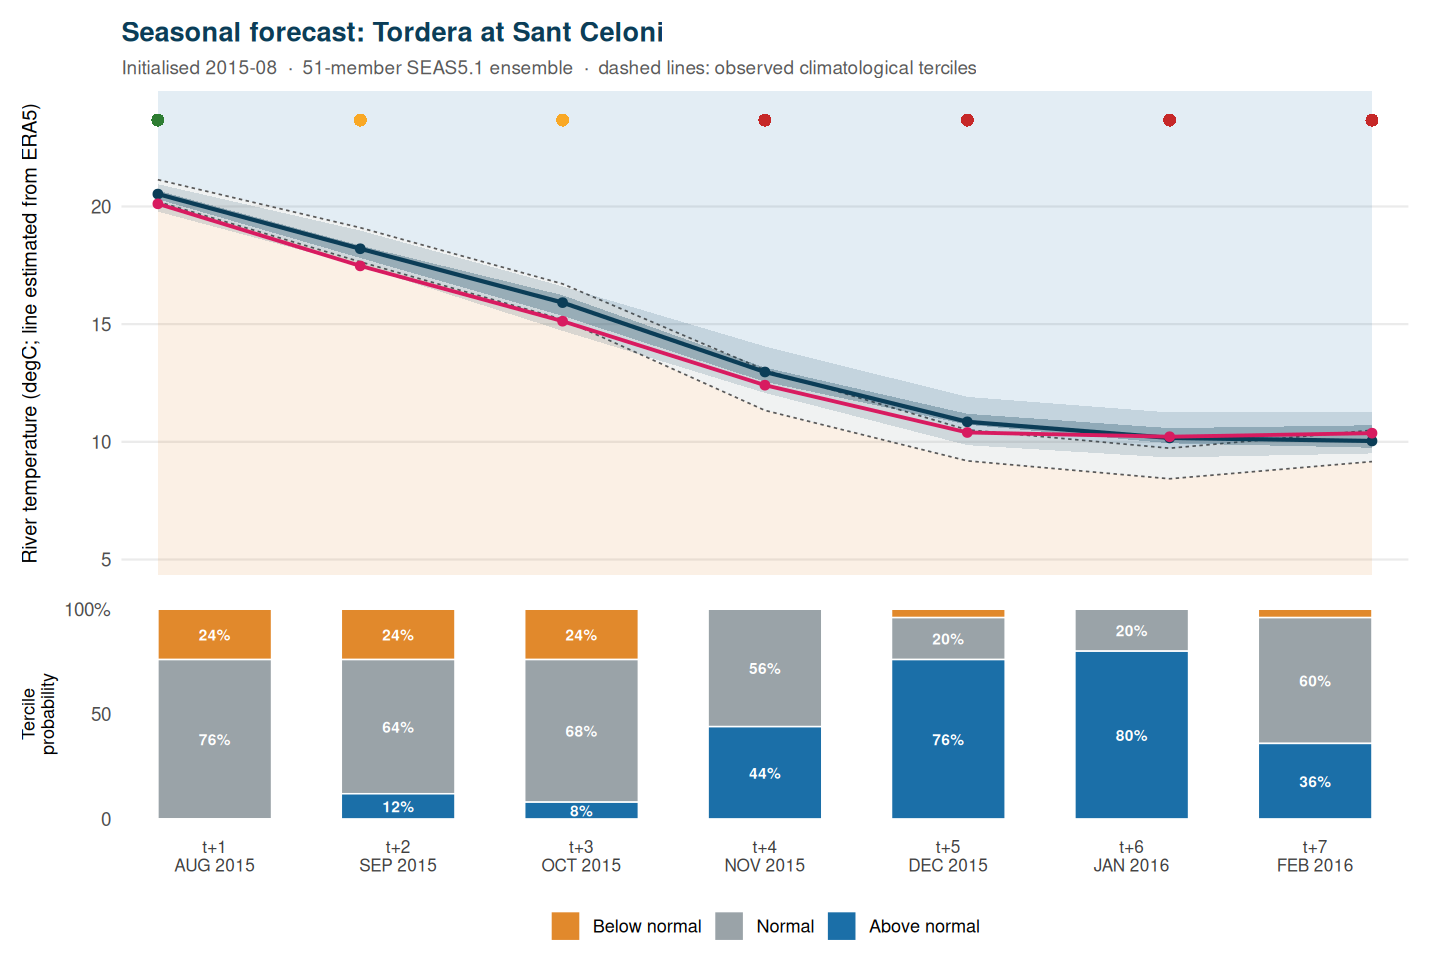 Seasonal forecast: Tordera at Sant Celoni
Initialised 2015-08 · 51-member SEAS5.1 ensemble · dashed lines: observed climatological terciles
River temperature (degC; line estimated from ERA5)
20
15
10
5
Tercile
probability
100%
50
0
24%
76%
24%
64%
12%
24%
68%
8%
56%
44%
20%
76%
20%
80%
60%
36%
t+1
AUG 2015
t+2
SEP 2015
t+3
OCT 2015
t+4
NOV 2015
t+5
DEC 2015
t+6
JAN 2016
t+7
FEB 2016
Below normal
Normal
Above normal